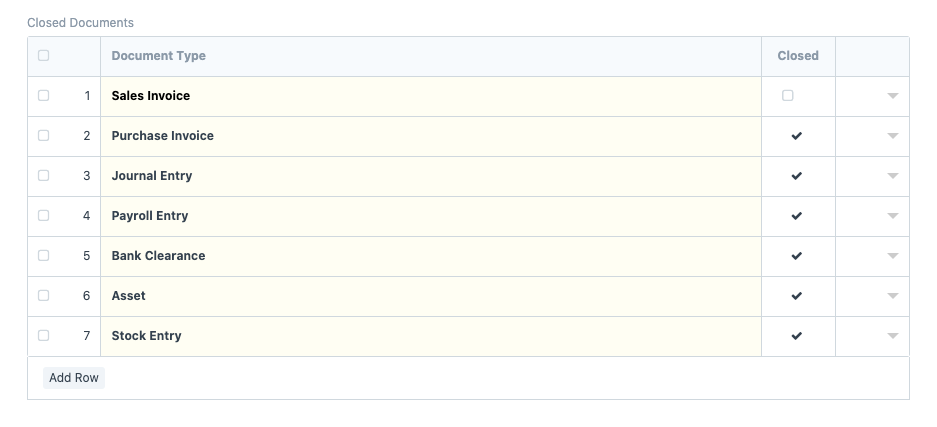 Closed Documents
Document Type Closed
1 Sales Invoice
2 Purchase Invoice
3 Journal Entry
4 Payroll Entry
5 Bank Clearance
6 Asset
7 Stock Entry
Add Row